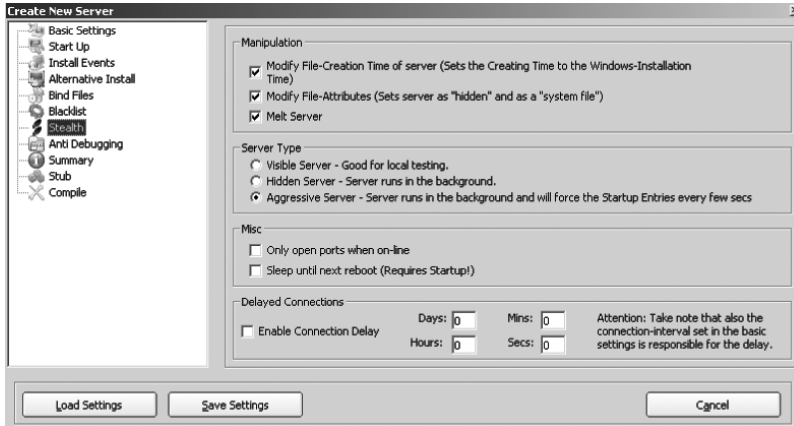 Create New Server
Basic Settings
Start Up
Install Events
Alternative Install
Bind Files
Blacklist
Stealth
Anti Debugging
Summary
Stub
Compile
Manipulation
Modify File-Creation Time of server (Sets the Creating Time to the Windows-Installation
Time)
Modify File-Attributes (Sets server as "hidden" and as a "system file")
Melt Server
Server Type
Visible Server - Good for local testing.
Hidden Server - Server runs in the background.
Aggressive Server - Server runs in the background and will force the Startup Entries every few secs
Misc
Only open ports when on-line
Sleep until next reboot (Requires Startup!)
Delayed Connections
Enable Connection Delay
Days: 0 Mins: 0
Hours: 0 Secs: 0
Attention: Take note that also the
connection-interval set in the basic
settings is responsible for the delay.
Load Settings Save Settings Cancel